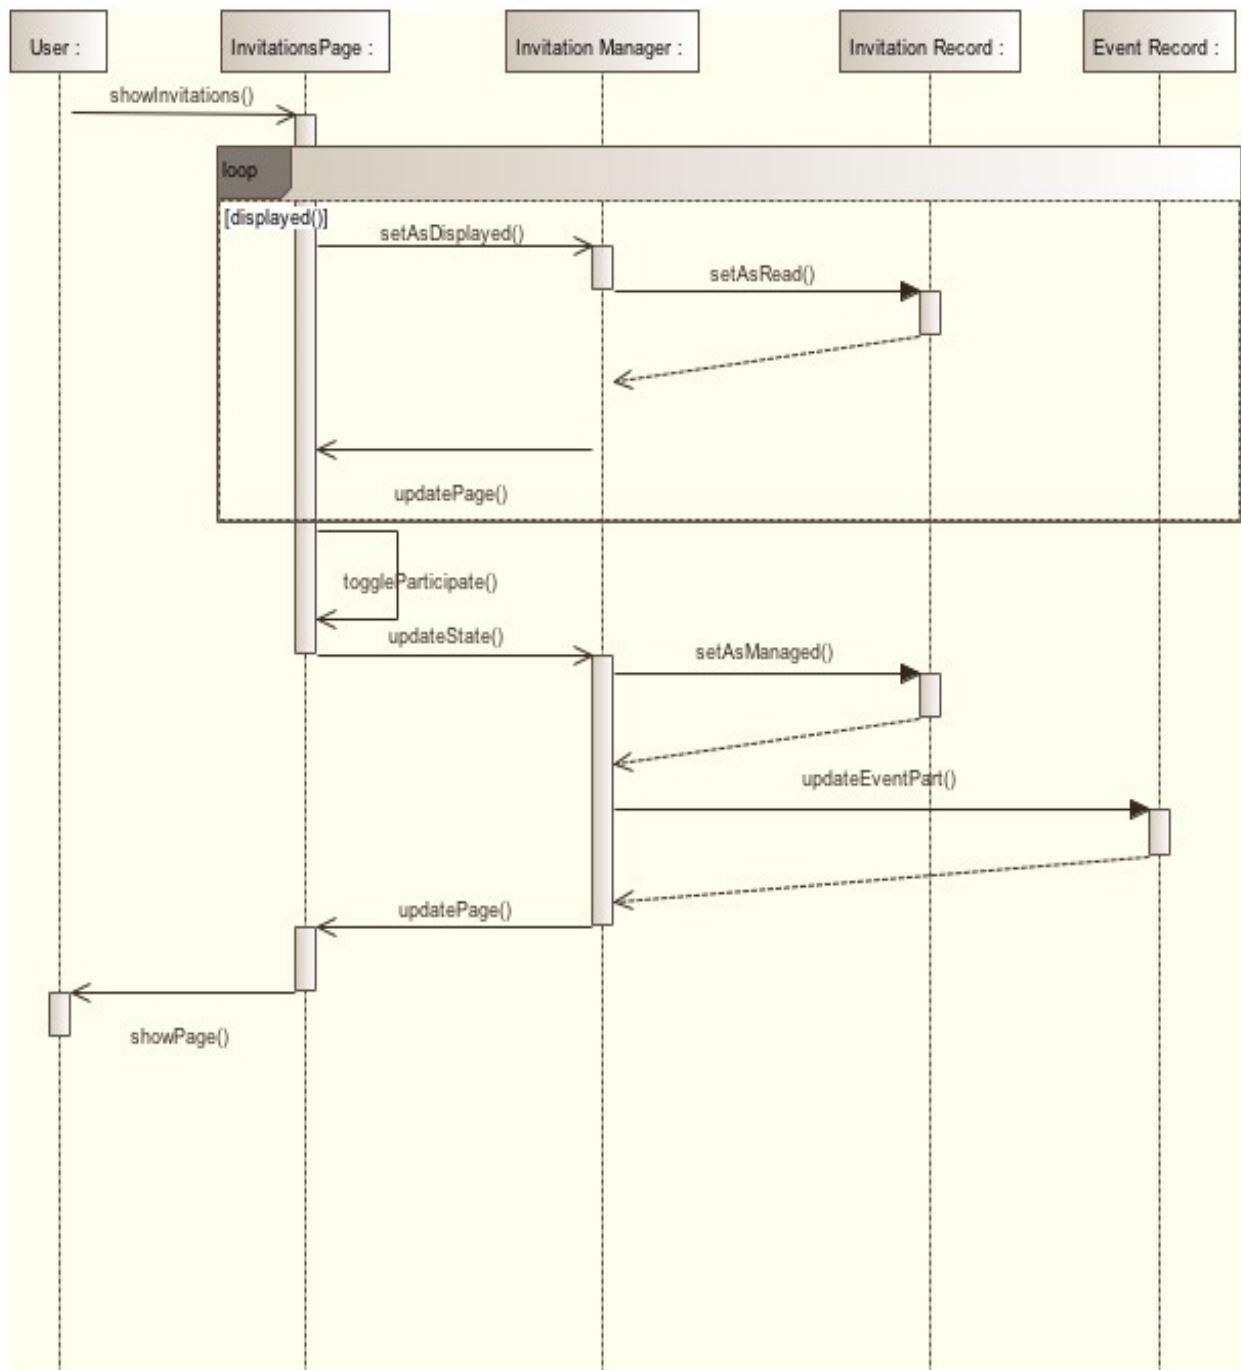 User :
InvitationsPage :
Invitation Manager :
Invitation Record :
Event Record :
showInvitations()
loop
[displayed()]
setAsDisplayed()
setAsRead()
updatePage()
toggleParticipate()
updateState()
setAsManaged()
updateEventPart()
updatePage()
showPage()